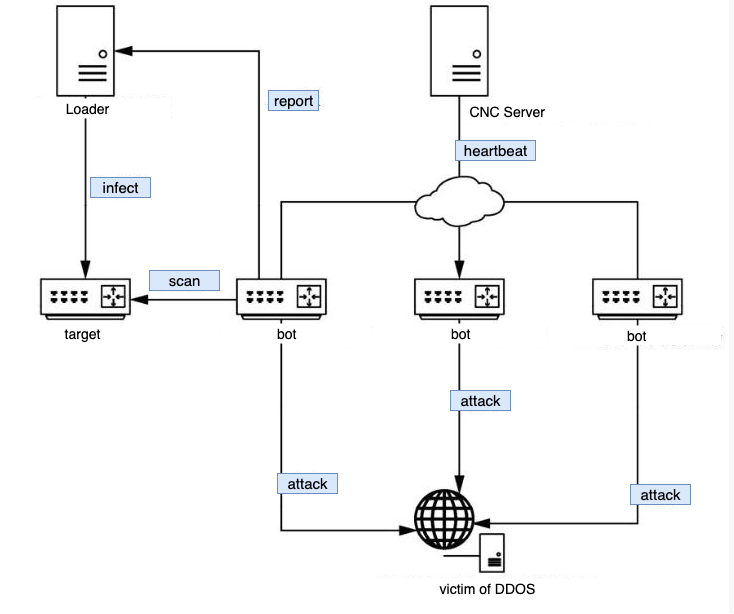 Loader
report
CNC Server
heartbeat
infect
scan
target
bot
bot
bot
attack
attack
attack
victim of DDOS